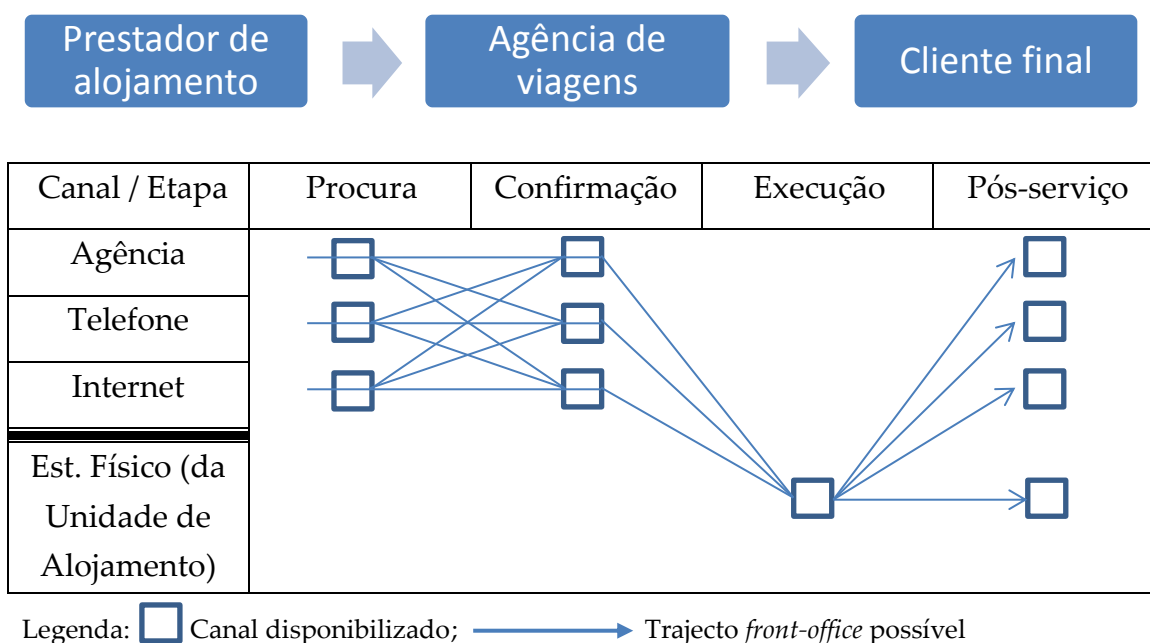 Prestador de
alojamento
Agência de
viagens
Cliente final
Canal / Etapa
Procura
Confirmação
Execução
Pós-serviço
Agência
Telefone
Internet
Est. Físico (da
Unidade de
Alojamento)
Legenda: Canal disponibilizado; Trajecto front-office possível